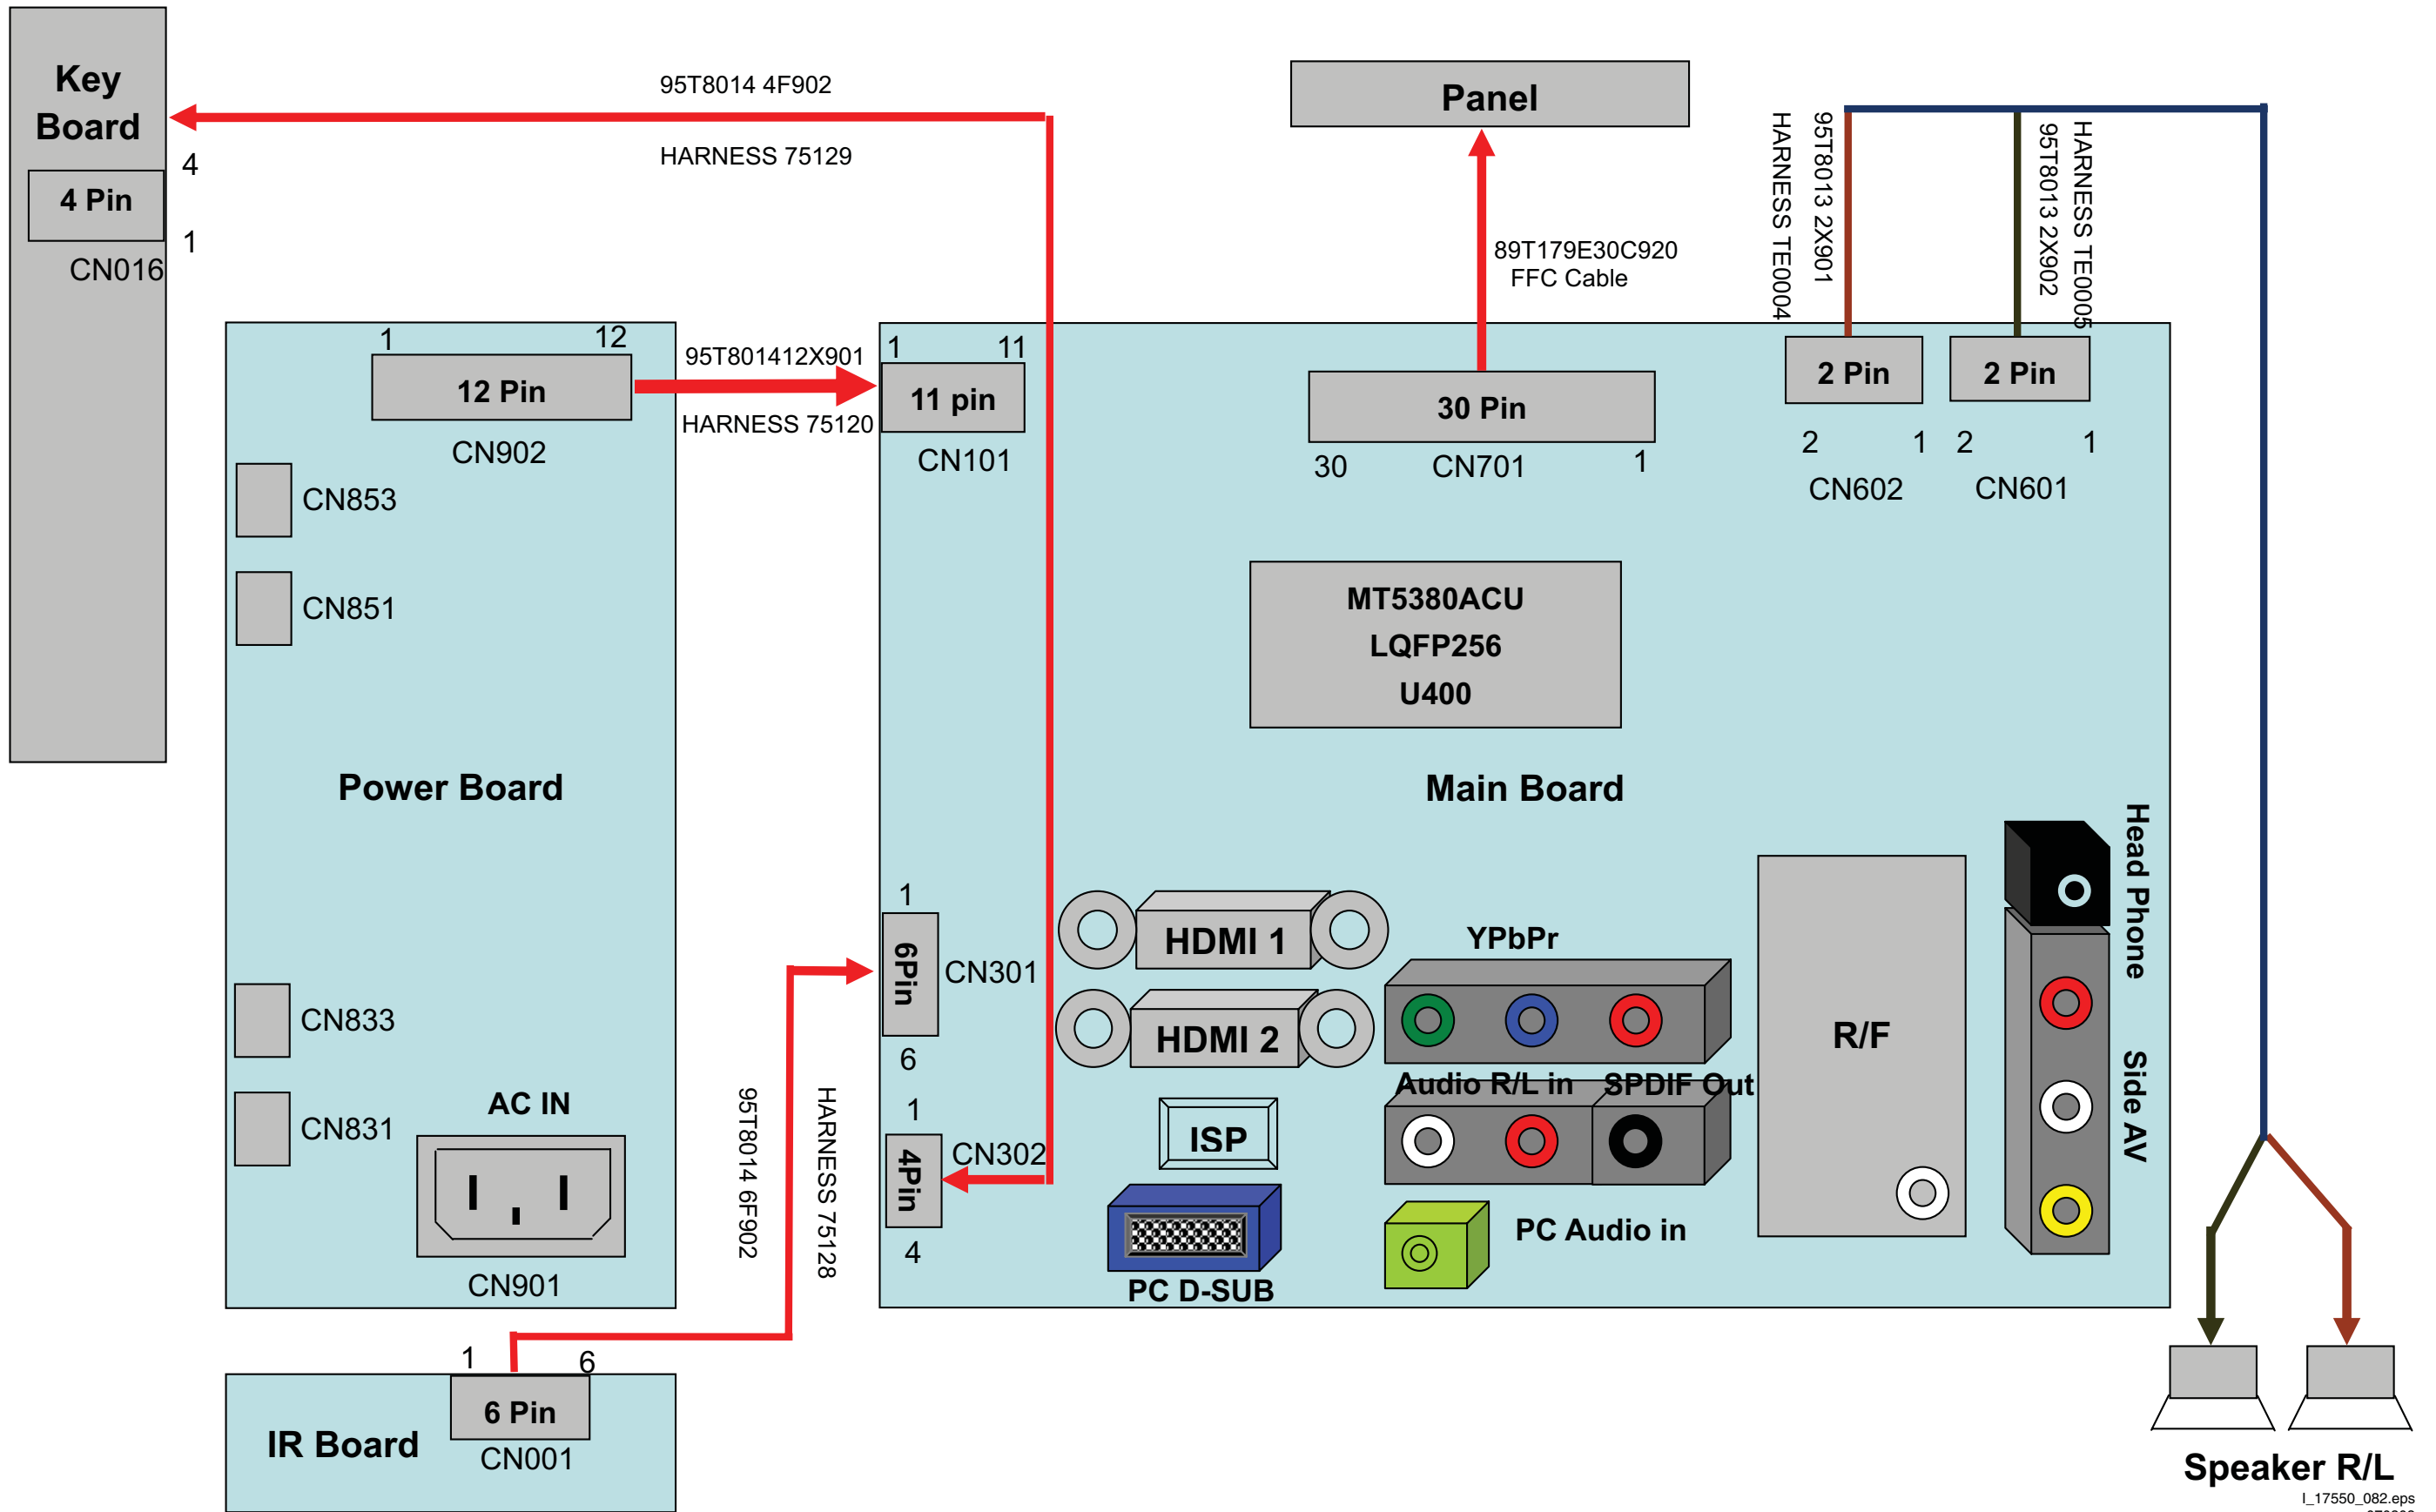 Key
Board
4 Pin
4
1
CN016
95T8014 4F902
HARNESS 75129
Panel
89T179E30C920
FFC Cable
HARNESS TE0004
95T8013 2X901
95T8013 2X902
HARNESS TE0005
1
12
12 Pin
CN902
95T801412X901
HARNESS 75120
1
11
11 pin
CN101
30 Pin
30
CN701
1
2 Pin
2
1
CN602
2 Pin
2
1
CN601
CN853
CN851
Power Board
CN833
CN831
AC IN
CN901
MT5380ACU
LQFP256
U400
Main Board
1
6Pin
CN301
6
1
4Pin
CN302
4
95T8014 6F902
HARNESS 75128
HDMI 1
HDMI 2
ISP
PC D-SUB
YPbPr
Audio R/L in
SPDIF Out
PC Audio in
R/F
Head Phone
Side AV
1
6
6 Pin
CN001
IR Board
Speaker R/L
I_17550_082.eps